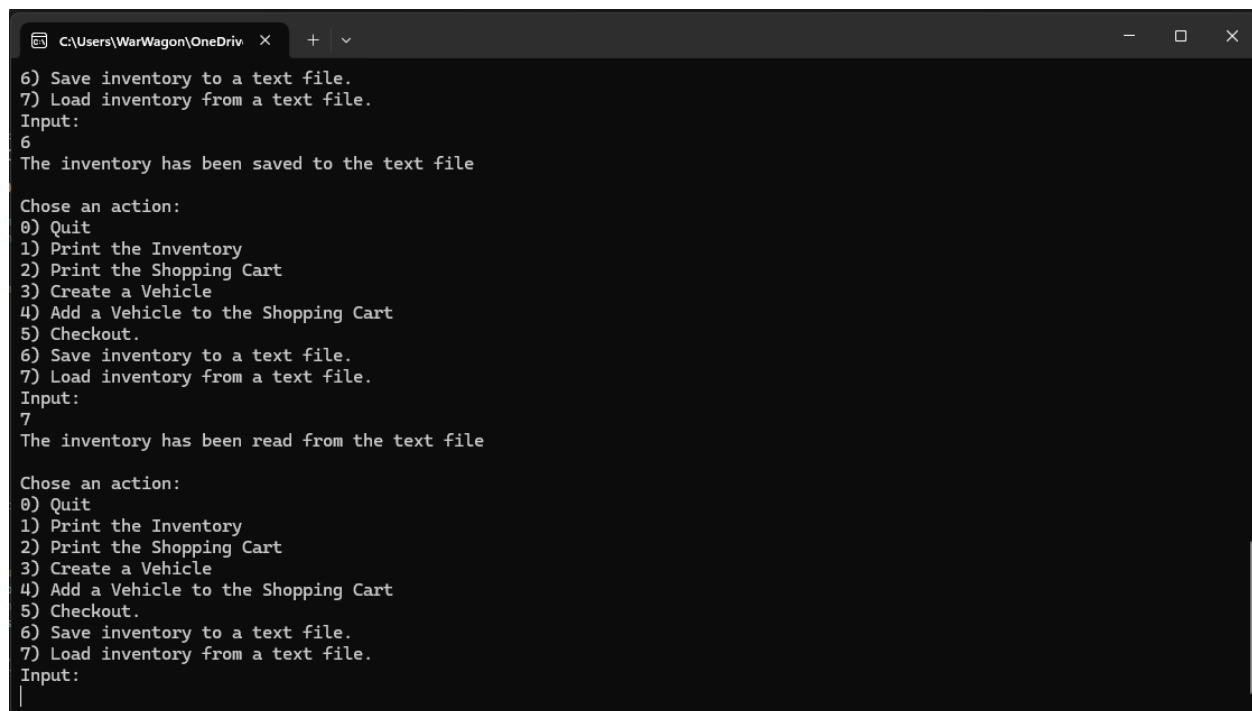 C:\Users\WarWagon\OneDriv
6) Save inventory to a text file.
7) Load inventory from a text file.
Input:
6
The inventory has been saved to the text file
Chose an action:
0) Quit
1) Print the Inventory
2) Print the Shopping Cart
3) Create a Vehicle
4) Add a Vehicle to the Shopping Cart
5) Checkout.
6) Save inventory to a text file.
7) Load inventory from a text file.
Input:
7
The inventory has been read from the text file
Chose an action:
0) Quit
1) Print the Inventory
2) Print the Shopping Cart
3) Create a Vehicle
4) Add a Vehicle to the Shopping Cart
5) Checkout.
6) Save inventory to a text file.
7) Load inventory from a text file.
Input: